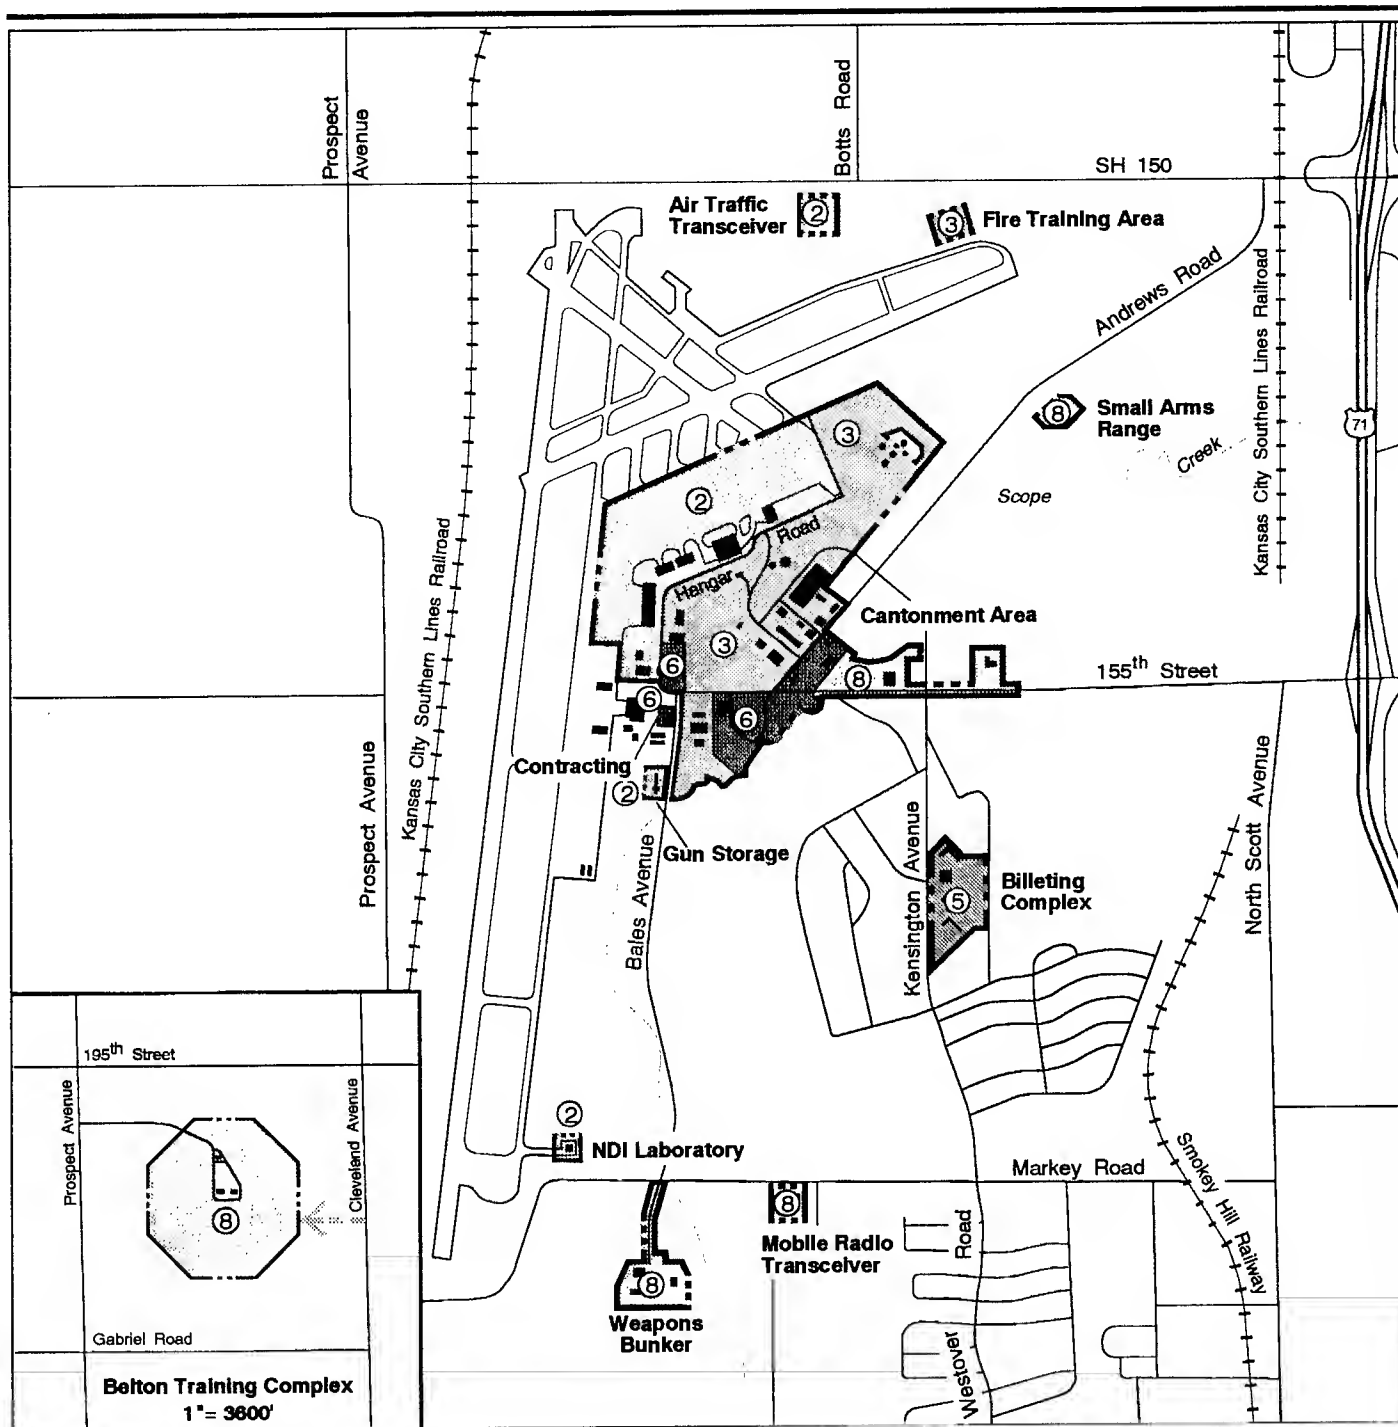 Prospect
Avenue
Botts Road
SH 150
Air Traffic
Transceiver
②
③
Fire Training Area
Andrews Road
Kansas City Southern Lines Railroad
71
⑧
Small Arms
Range
Creek
Scope
③
②
Road
Hangar
Kansas City Southern Lines Railroad
Cantonment Area
③
⑥
⑧
155th Street
⑥
⑥
Contracting
②
Gun Storage
Prospect Avenue
Bales Avenue
Kensington Avenue
⑤
Billeting
Complex
North Scott Avenue
195th Street
Prospect Avenue
Cleveland Avenue
⑧
Gabriel Road
Belton Training Complex
1"= 3600'
②
NDI Laboratory
Markey Road
⑧
Mobile Radio
Transceiver
⑧
Weapons
Bunker
Road
Westover
Smokey Hill Railway